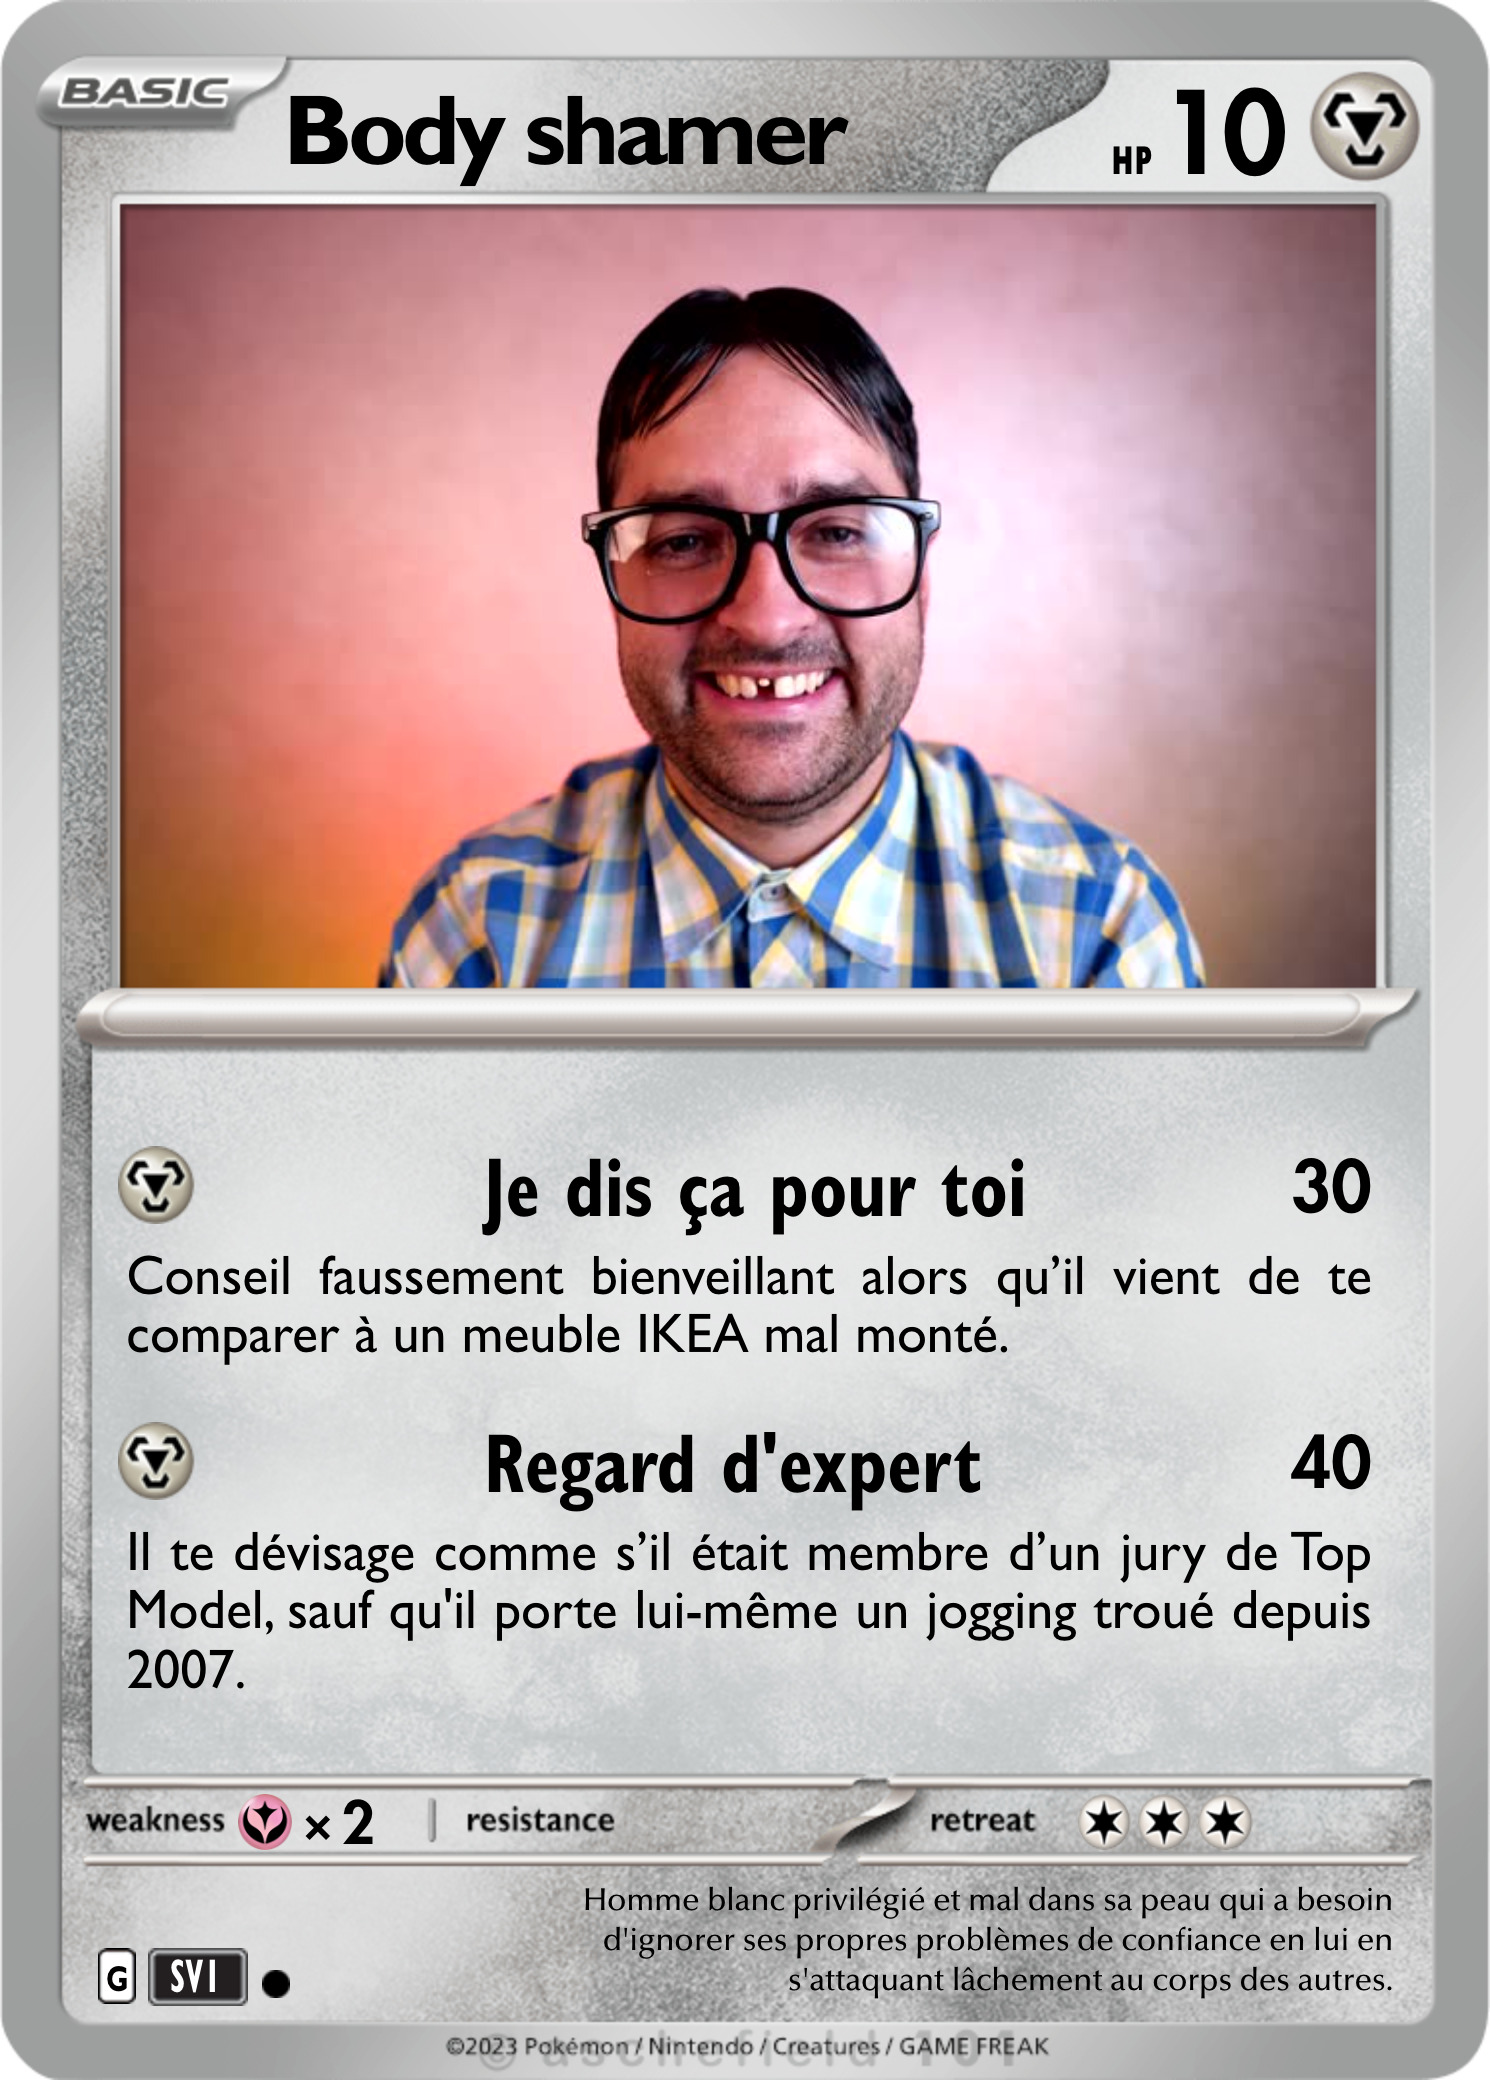 BASIC
Body shamer
HP 10
Je dis ça pour toi 30
Conseil faussement bienveillant alors qu’il vient de te
comparer à un meuble IKEA mal monté.
Regard d'expert 40
Il te dévisage comme s’il était membre d’un jury de Top
Model, sauf qu'il porte lui-même un jogging troué depuis
2007.
weakness × 2 resistance retreat
Homme blanc privilégié et mal dans sa peau qui a besoin
d'ignorer ses propres problèmes de confiance en lui en
s'attaquant lâchement au corps des autres.
G SVI
©2023 Pokémon / Nintendo / Creatures / GAME FREAK